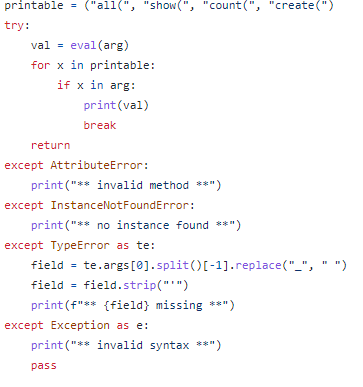 printable = ("all(", "show(", "count(", "create(")
try:
    val = eval(arg)
    for x in printable:
        if x in arg:
            print(val)
            break
    return
except AttributeError:
    print("** invalid method **")
except InstanceNotFoundError:
    print("** no instance found **")
except TypeError as te:
    field = te.args[0].split()[-1].replace("_", " ")
    field = field.strip("'")
    print(f"** {field} missing **")
except Exception as e:
    print("** invalid syntax **")
    pass